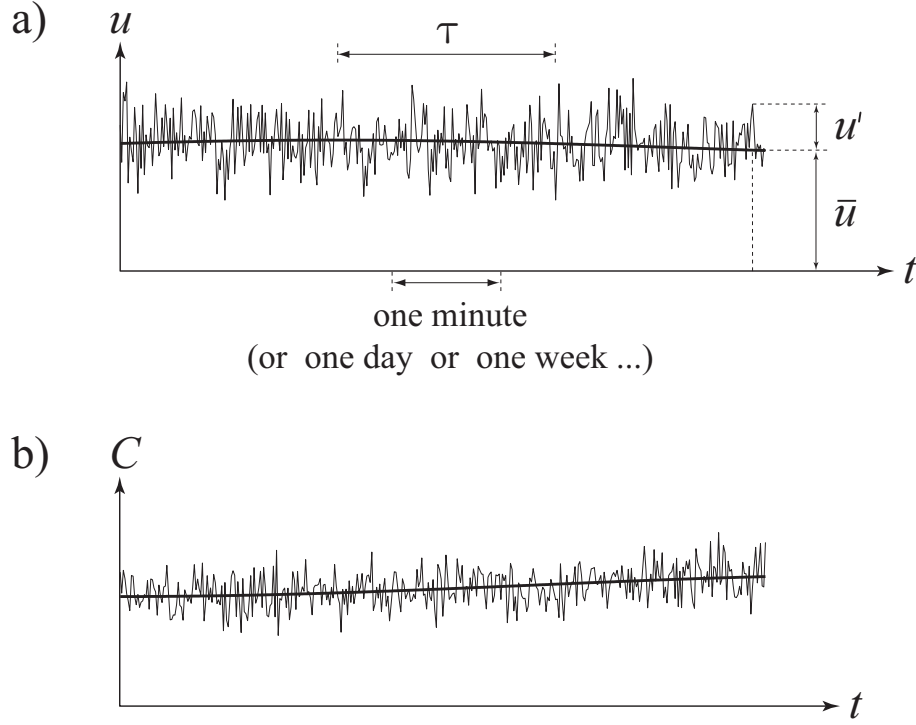 a)
u
τ
u'
ū
t
one minute
(or one day or one week ...)
b)
C
t